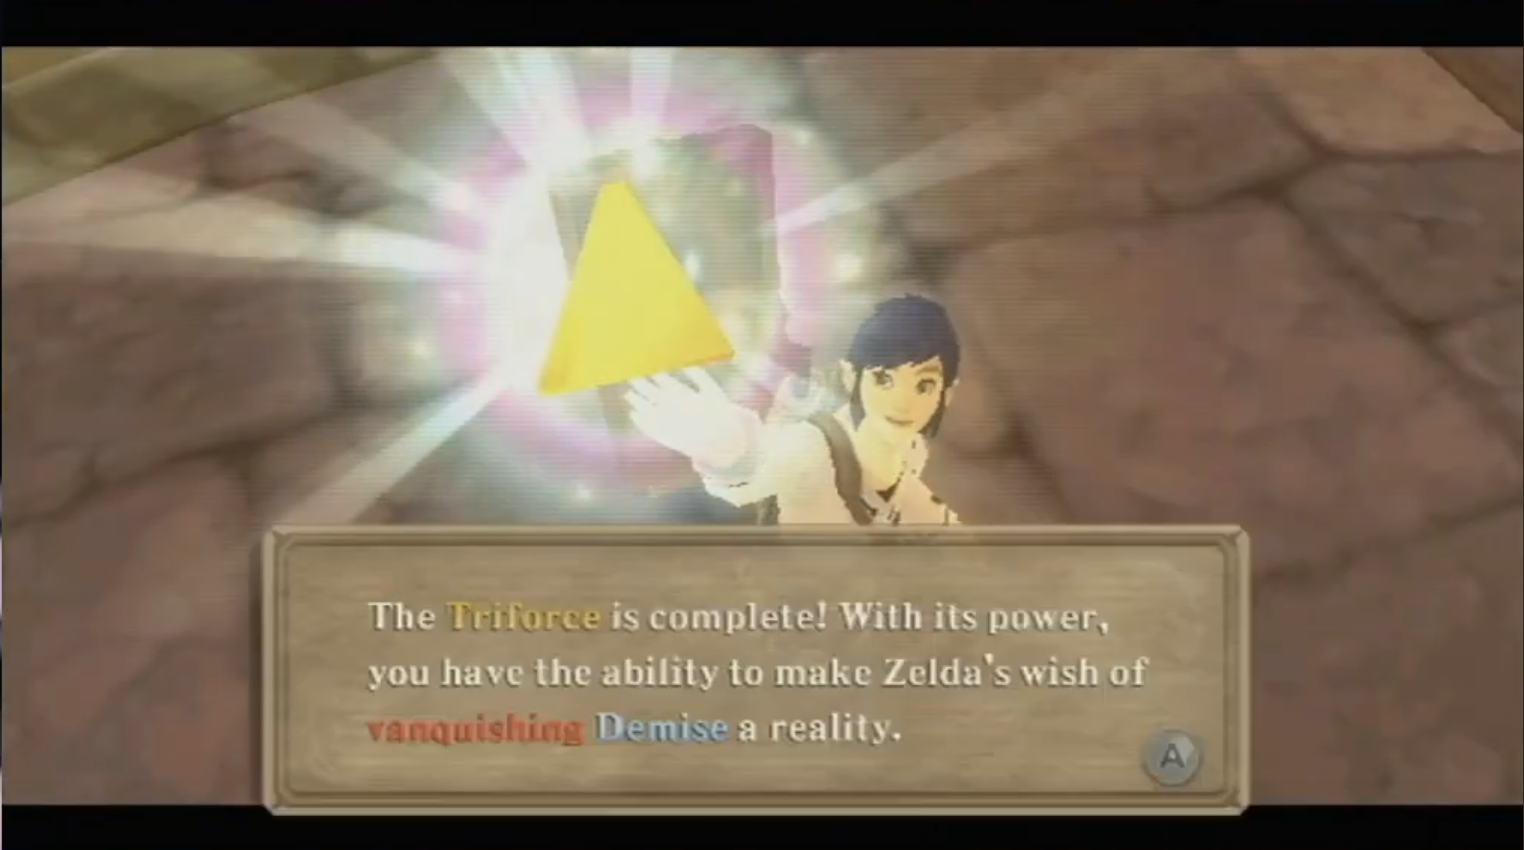 The Triforce is complete! With its power,
you have the ability to make Zelda's wish of
vanquishing Demise a reality.
A